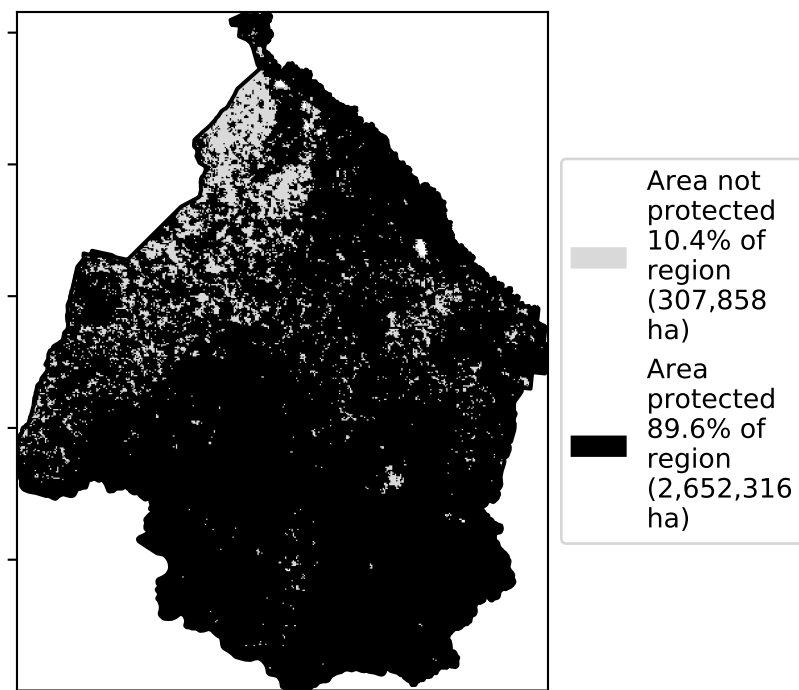 Area not
protected
10.4% of
region
(307,858
ha)
Area
protected
89.6% of
region
(2,652,316
ha)